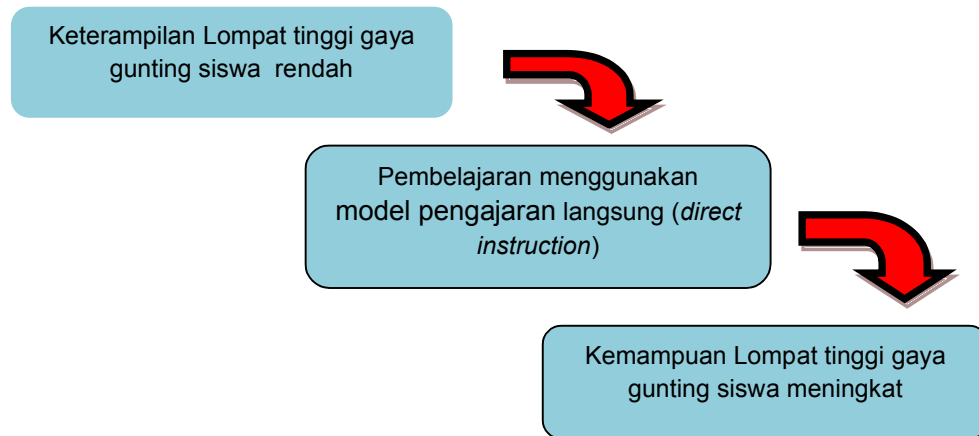 Keterampilan Lompat tinggi gaya
gunting siswa rendah
Pembelajaran menggunakan
model pengajaran langsung (direct
instruction)
Kemampuan Lompat tinggi gaya
gunting siswa meningkat